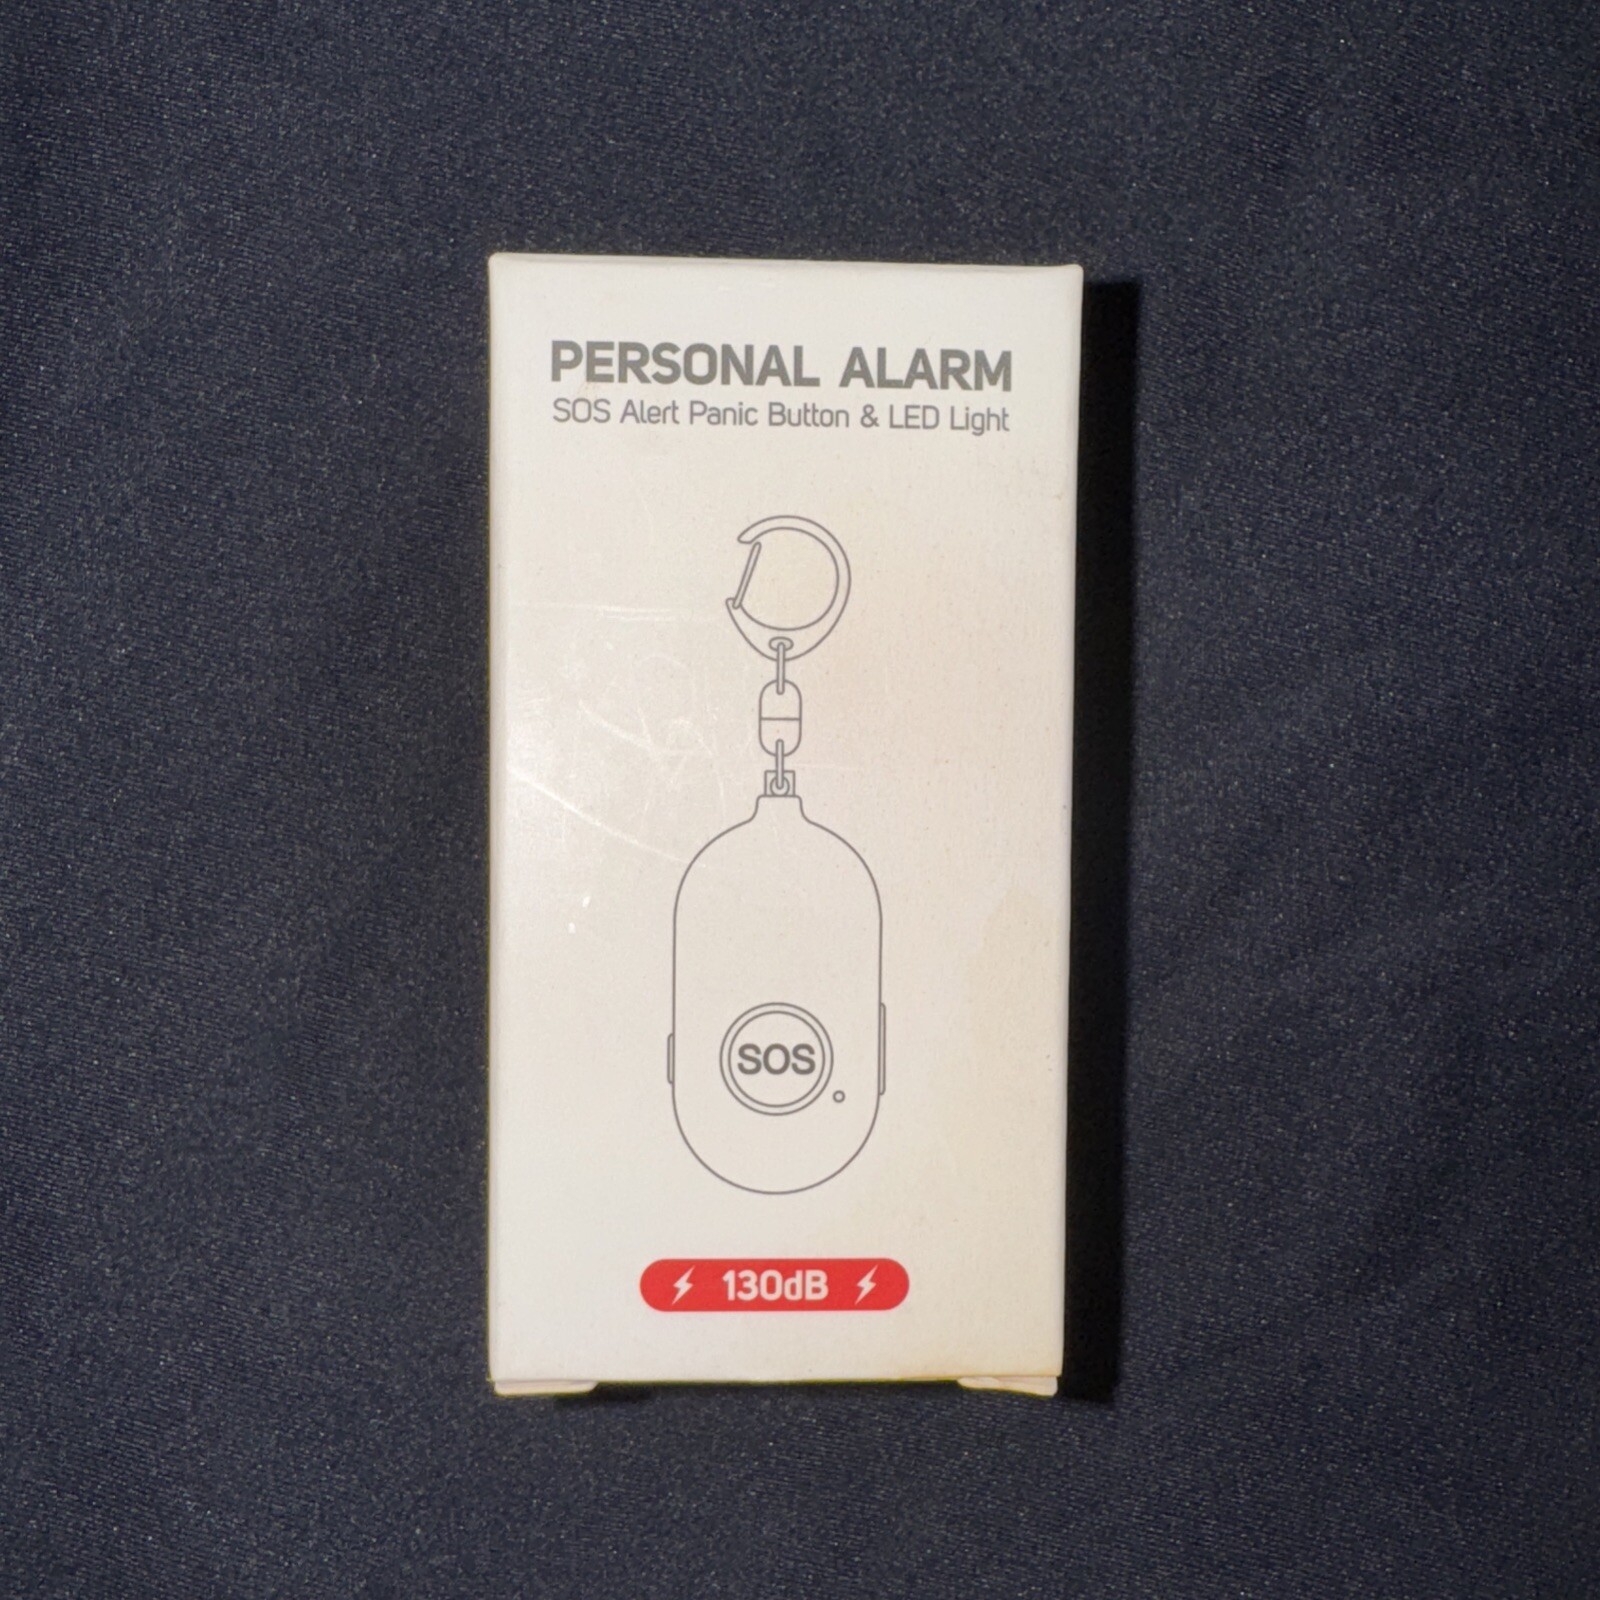 PERSONAL ALARM
SOS Alert Panic Button & LED Light
SOS
130dB